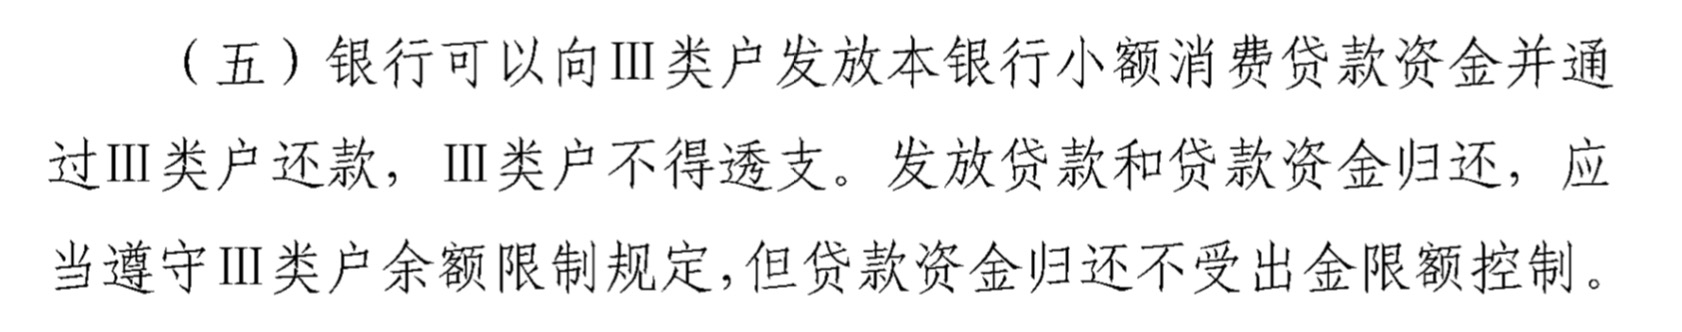 （五）银行可以向Ⅲ类户发放本银行小额消费贷款资金并通
过Ⅲ类户还款，Ⅲ类户不得透支。发放贷款和贷款资金归还，应
当遵守Ⅲ类户余额限制规定，但贷款资金归还不受出金限额控制。